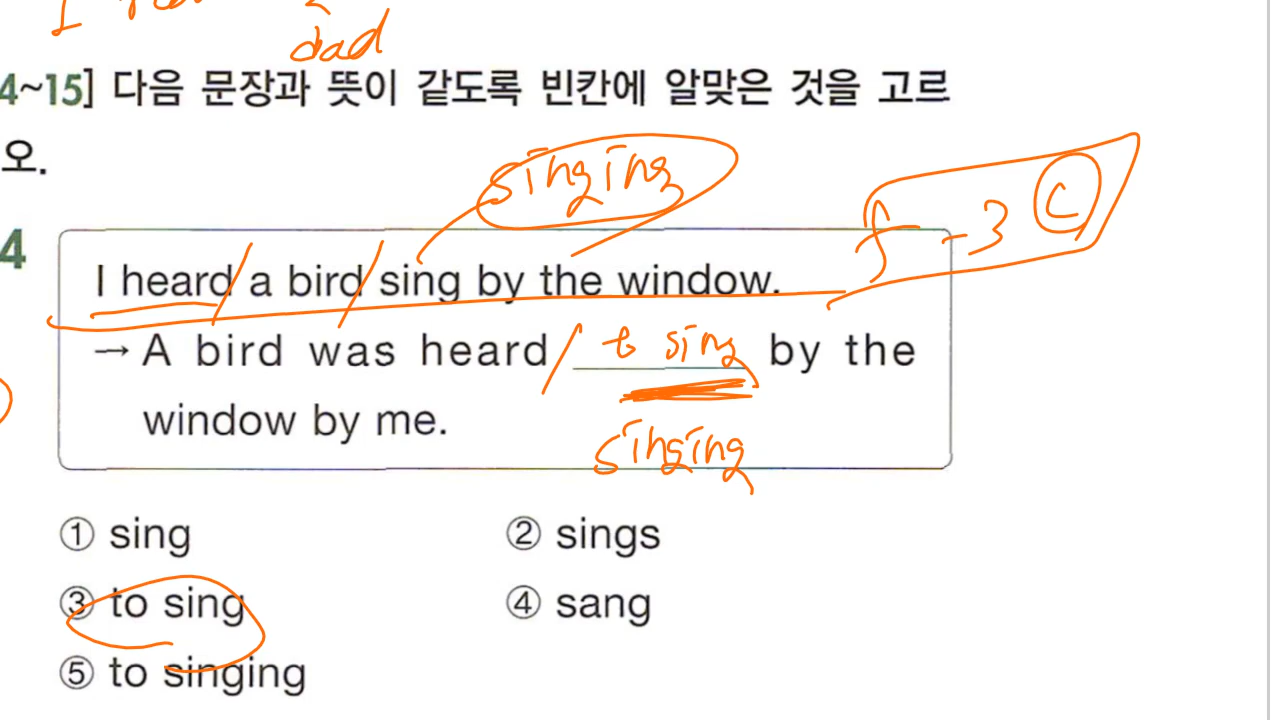 I
dad
4~15] 다음 문장과 뜻이 같도록 빈칸에 알맞은 것을 고르
오.
singing
f -3 c
4
I heard / a bird / sing by the window.
→ A bird was heard / to sing by the
window by me.
singing
① sing ② sings
③ to sing ④ sang
⑤ to singing